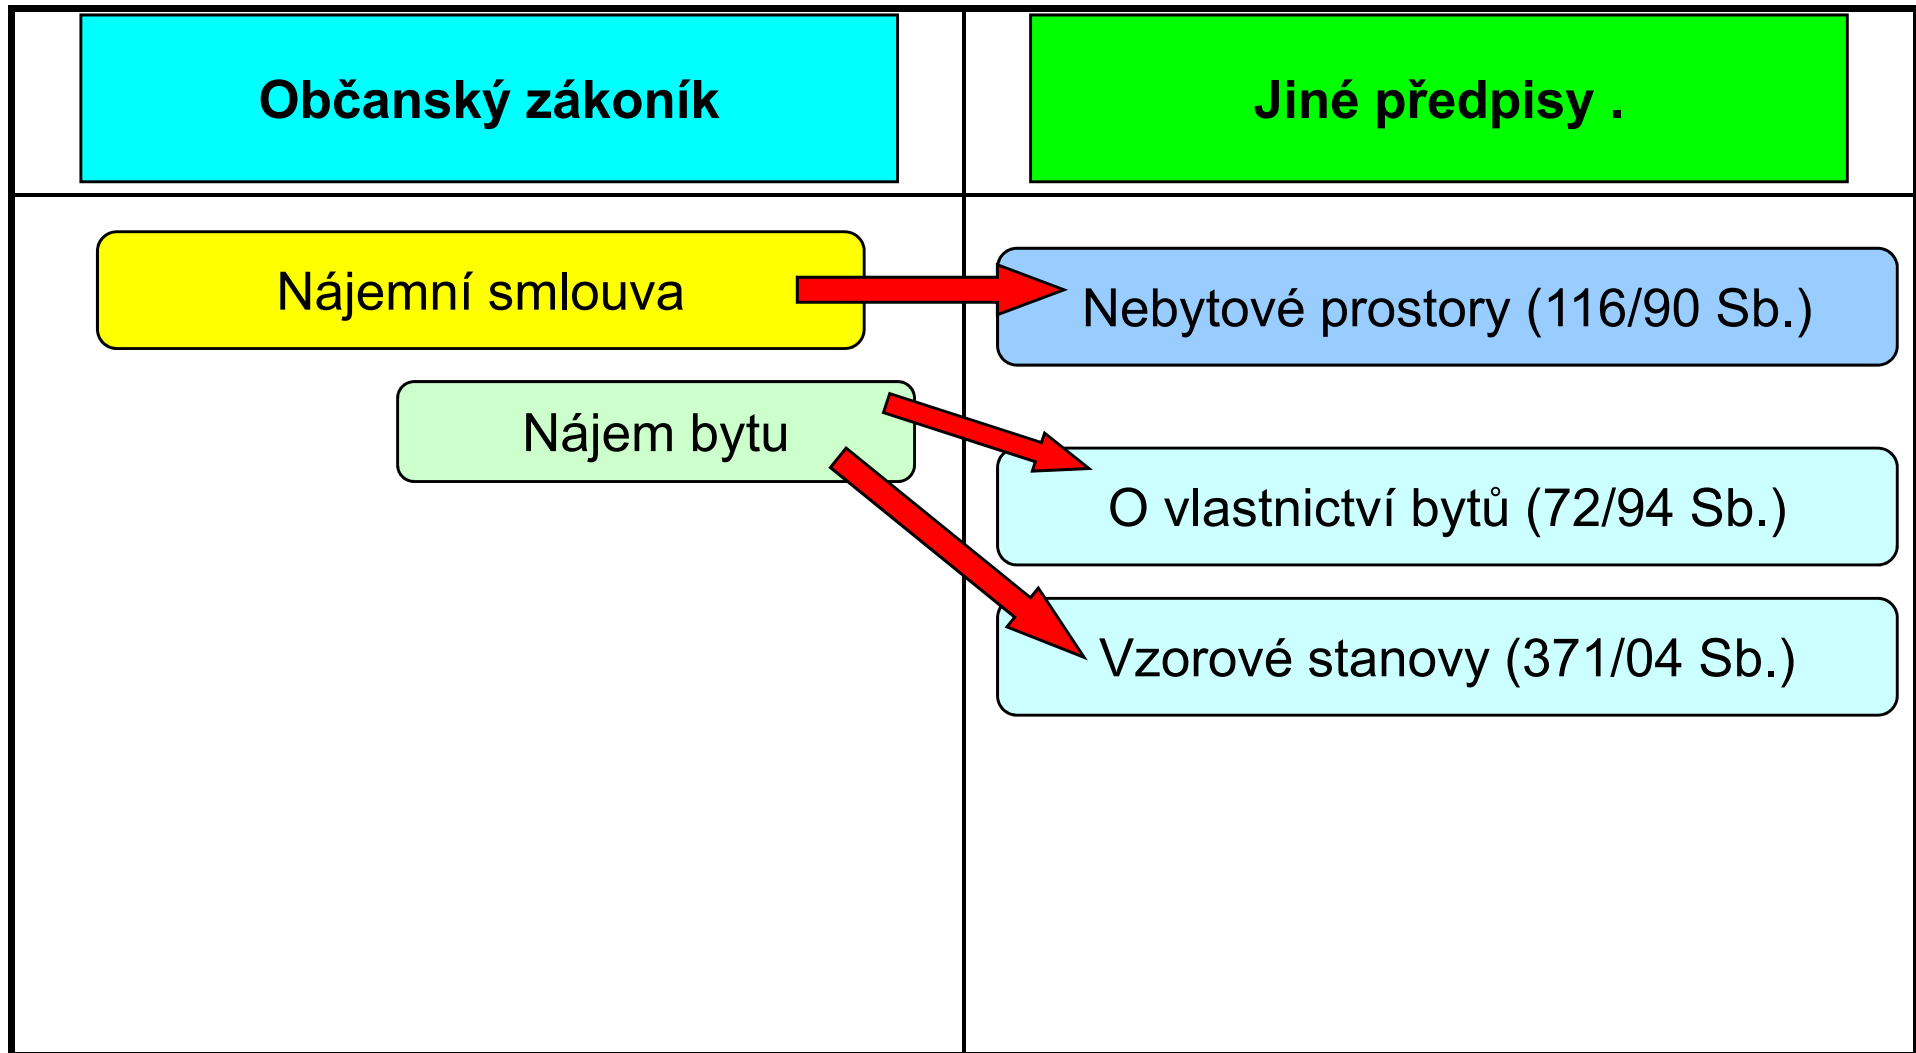 Občanský zákoník
Jiné předpisy .
Nájemní smlouva
Nebytové prostory (116/90 Sb.)
Nájem bytu
O vlastnictví bytů (72/94 Sb.)
Vzorové stanovy (371/04 Sb.)